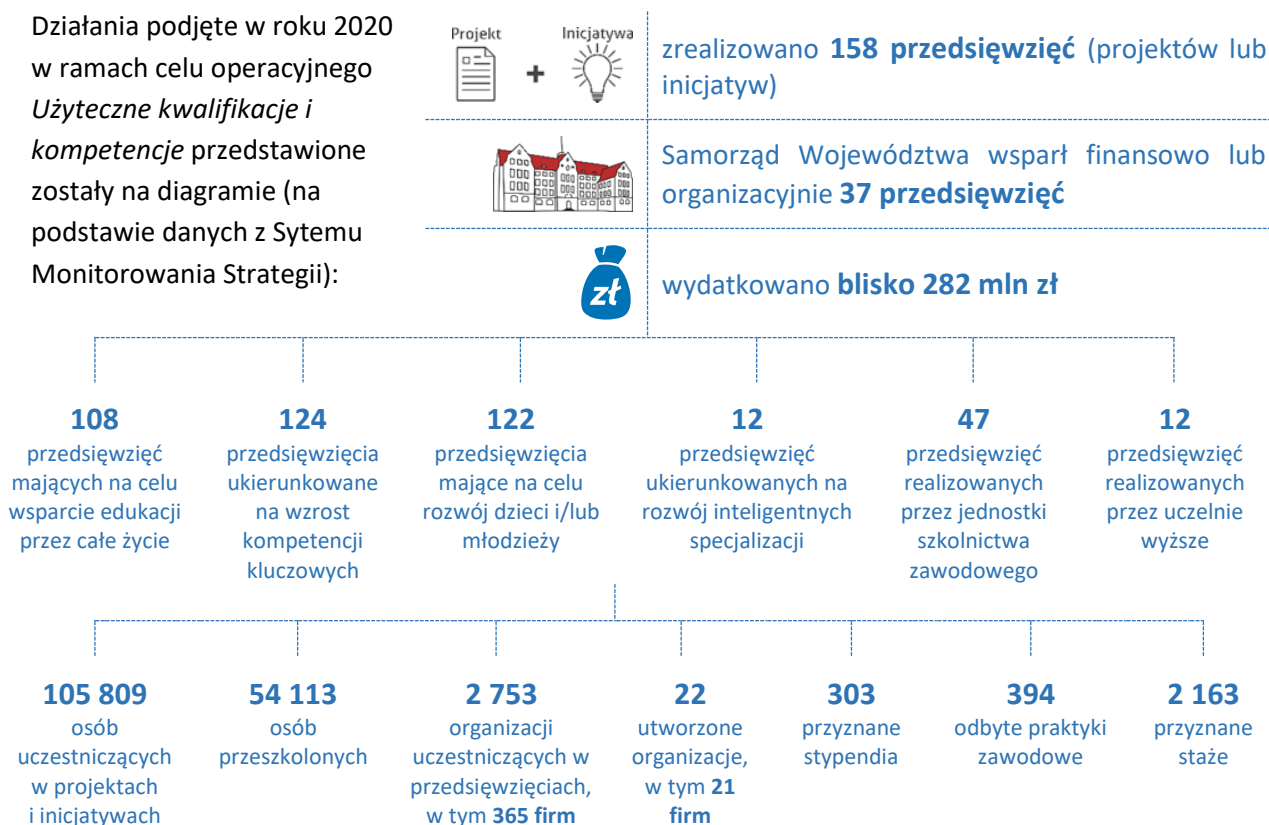 Działania podjęte w roku 2020
w ramach celu operacyjnego
Użyteczne kwalifikacje i
kompetencje przedstawione
zostały na diagramie (na
podstawie danych z Sytemu
Monitorowania Strategii):
Projekt
+
Inicjatywa
zrealizowano 158 przedsięwzięć (projektów lub
inicjatyw)
Samorząd Województwa wsparł finansowo lub
organizacyjnie 37 przedsięwzięć
zł
wydatkowano blisko 282 mln zł
108
przedsięwzięć
mających na celu
wsparcie edukacji
przez całe życie
124
przedsięwzięcia
ukierunkowane
na wzrost
kompetencji
kluczowych
122
przedsięwzięcia
mające na celu
rozwój dzieci i/lub
młodzieży
12
przedsięwzięć
ukierunkowanych na
rozwój inteligentnych
specjalizacji
47
przedsięwzięć
realizowanych
przez jednostki
szkolnictwa
zawodowego
12
przedsięwzięć
realizowanych
przez uczelnie
wyższe
105 809
osób
uczestniczących
w projektach
i inicjatywach
54 113
osób
przeszkolonych
2 753
organizacji
uczestniczących w
przedsięwzięciach,
w tym 365 firm
22
utworzone
organizacje,
w tym 21
firm
303
przyznane
stypendia
394
odbyte praktyki
zawodowe
2 163
przyznane
staże